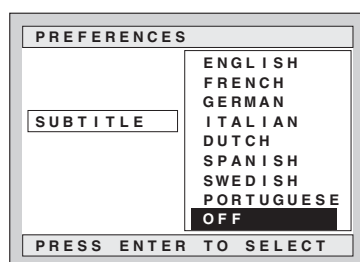 PREFERENCES
ENGLISH
FRENCH
GERMAN
SUBTITLE
ITALIAN
DUTCH
SPANISH
SWEDISH
PORTUGUESE
OFF
PRESS ENTER TO SELECT